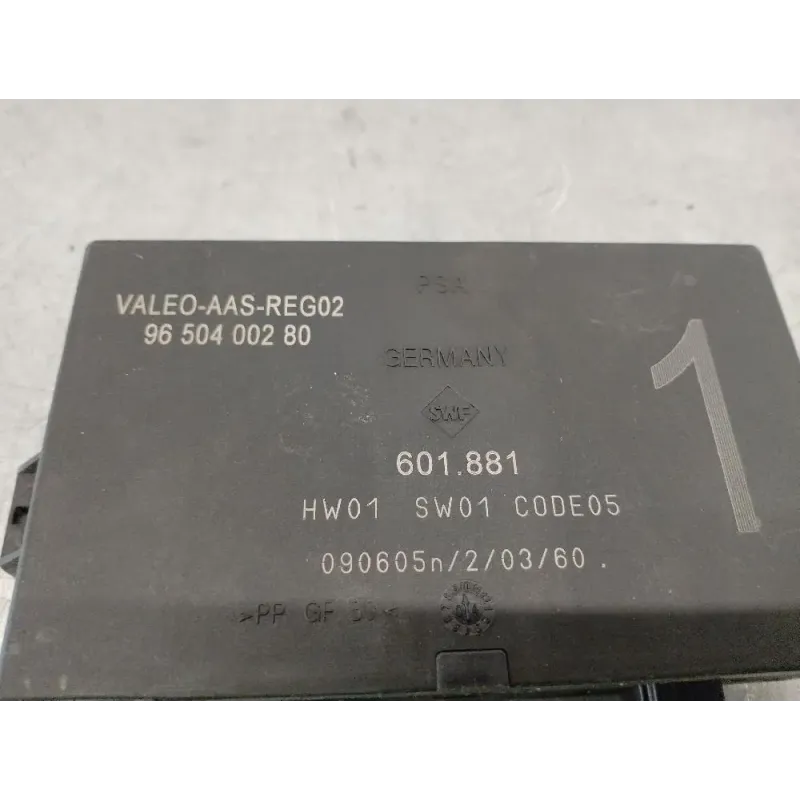 PSA
VALEO-AAS-REG02
96 504 002 80
GERMANY
SWF
601.881
1
HW01 SW01 CODE05
090605n/2/03/60 .
>PP GF 30<